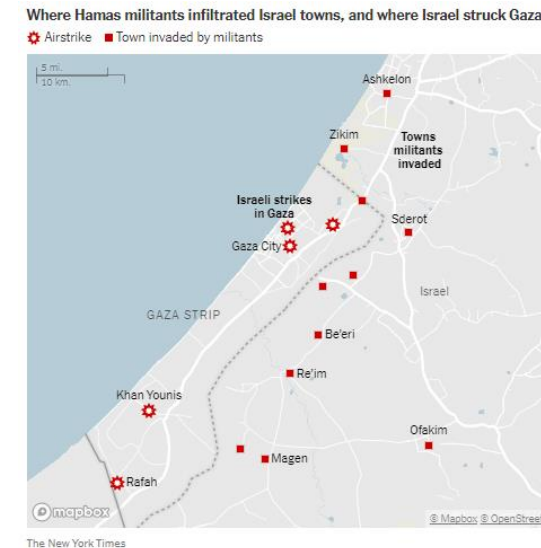 Where Hamas militants infiltrated Israel towns, and where Israel struck Gaza
Airstrike Town invaded by militants
5 mi.
10 km.
Ashkelon
Zikim
Towns
militants
invaded
Israeli strikes
in Gaza
Sderot
Gaza City
Israel
GAZA STRIP
Be'eri
Re'im
Khan Younis
Ofakim
Magen
Rafah
mapbox
© Mapbox © OpenStree
The New York Times